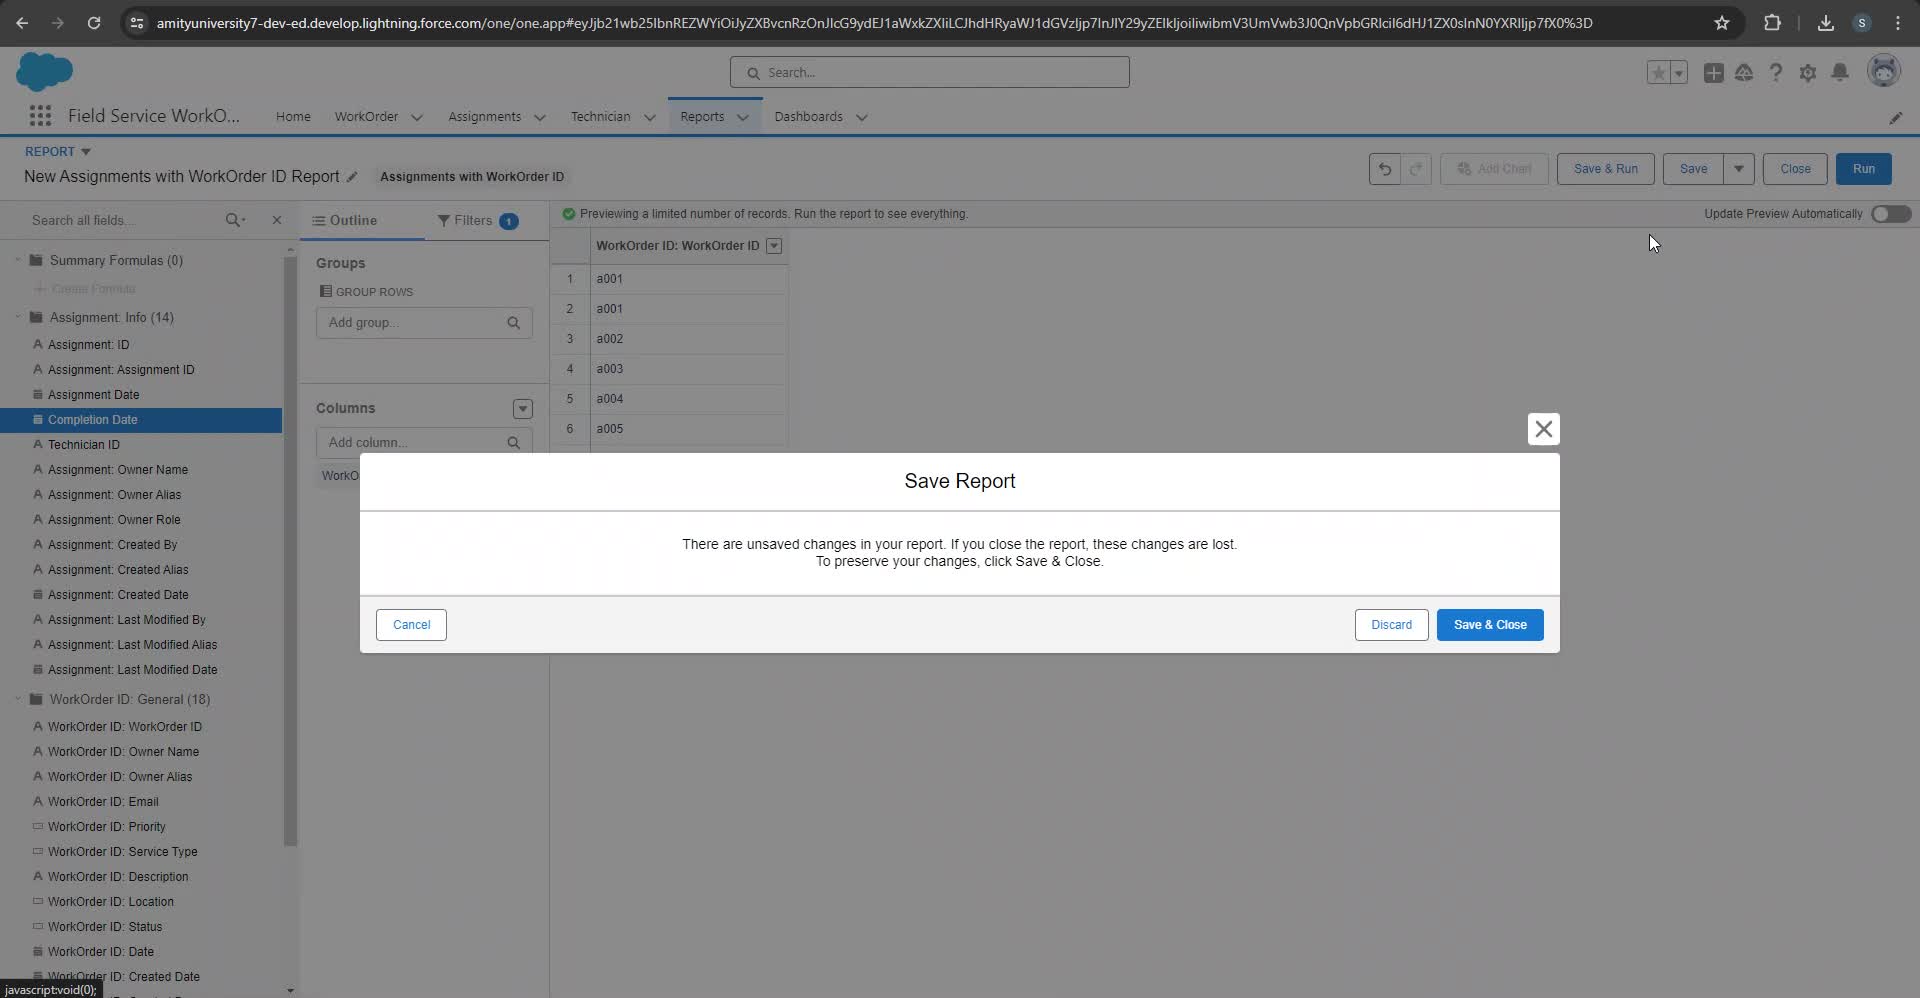 amityuniversity7-dev-ed.develop.lightning.force.com/one/one.app#eyJjb21wb25lbnREZWYiOiJyZXBvcnRzOnJlcG9ydEJ1aWxkZXIiLCJhdHRyaWJ1dGVzIjp7InJlY29yZElkIjoiIiwibmV3UmVwb3J0QnVpbGRlciI6dHJ1ZX0sInN0YXRlIjp7fX0%3D
S
Search...
Field Service WorkO...
Home
WorkOrder
Assignments
Technician
Reports
Dashboards
REPORT
New Assignments with WorkOrder ID Report
Assignments with WorkOrder ID
Add Chart
Save & Run
Save
Close
Run
Search all fields...
Outline
Filters
1
Previewing a limited number of records. Run the report to see everything.
Update Preview Automatically
Summary Formulas (0)
Create Formula
Assignment: Info (14)
Assignment: ID
Assignment: Assignment ID
Assignment Date
Completion Date
Technician ID
Assignment: Owner Name
Assignment: Owner Alias
Assignment: Owner Role
Assignment: Created By
Assignment: Created Alias
Assignment: Created Date
Assignment: Last Modified By
Assignment: Last Modified Alias
Assignment: Last Modified Date
WorkOrder ID: General (18)
WorkOrder ID: WorkOrder ID
WorkOrder ID: Owner Name
WorkOrder ID: Owner Alias
WorkOrder ID: Email
WorkOrder ID: Priority
WorkOrder ID: Service Type
WorkOrder ID: Description
WorkOrder ID: Location
WorkOrder ID: Status
WorkOrder ID: Date
WorkOrder ID: Created Date
javascript:void(0);
Groups
GROUP ROWS
Add group...
Columns
Add column...
WorkO
WorkOrder ID: WorkOrder ID
1 a001
2 a001
3 a002
4 a003
5 a004
6 a005
Save Report
There are unsaved changes in your report. If you close the report, these changes are lost.
To preserve your changes, click Save & Close.
Cancel
Discard
Save & Close